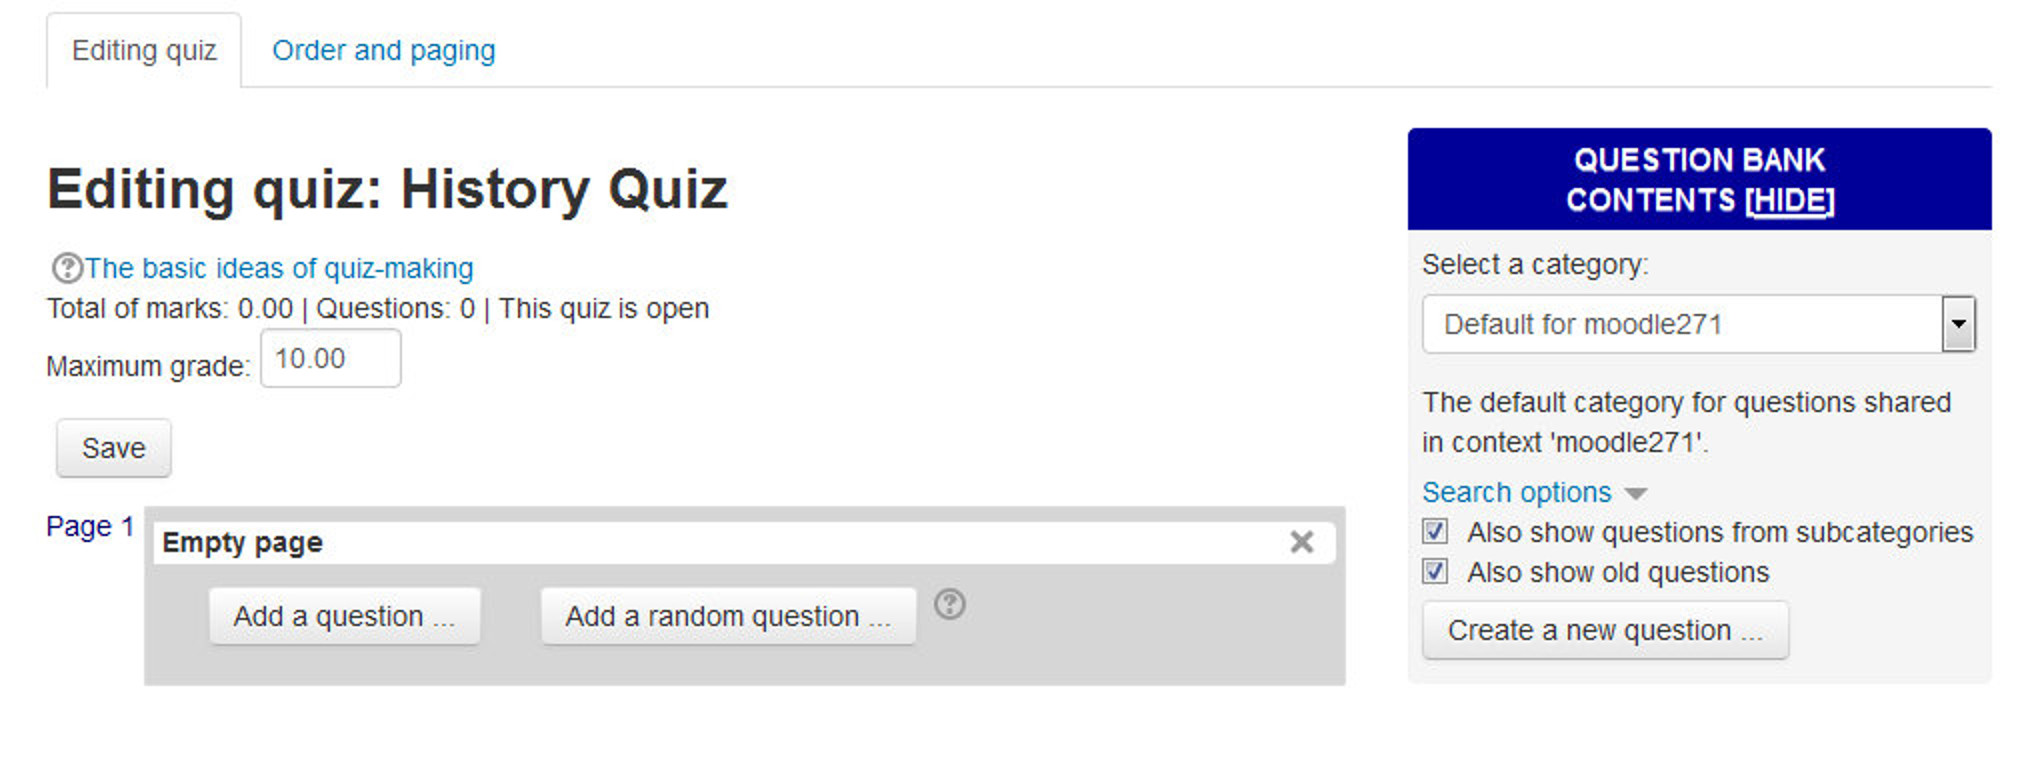 Editing quiz
Order and paging
Editing quiz: History Quiz
The basic ideas of quiz-making
Total of marks: 0.00 | Questions: 0 | This quiz is open
Maximum grade: 10.00
Save
Page 1
Empty page
Add a question ...
Add a random question ...
QUESTION BANK
CONTENTS [HIDE]
Select a category:
Default for moodle271
The default category for questions shared
in context 'moodle271'.
Search options
Also show questions from subcategories
Also show old questions
Create a new question ...